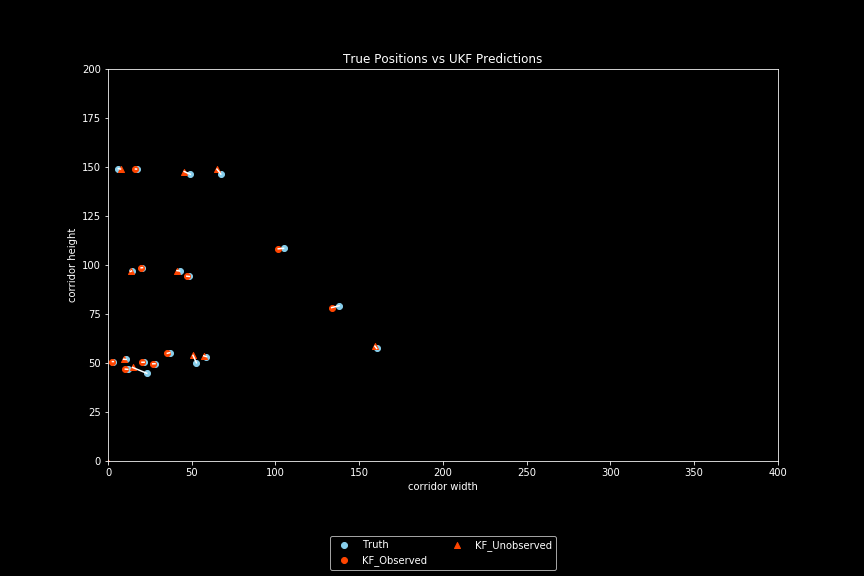 True Positions vs UKF Predictions
200
175
150
125
100
75
50
25
0
corridor height
0 50 100 150 200 250 300 350 400
corridor width
Truth KF_Unobserved
KF_Observed